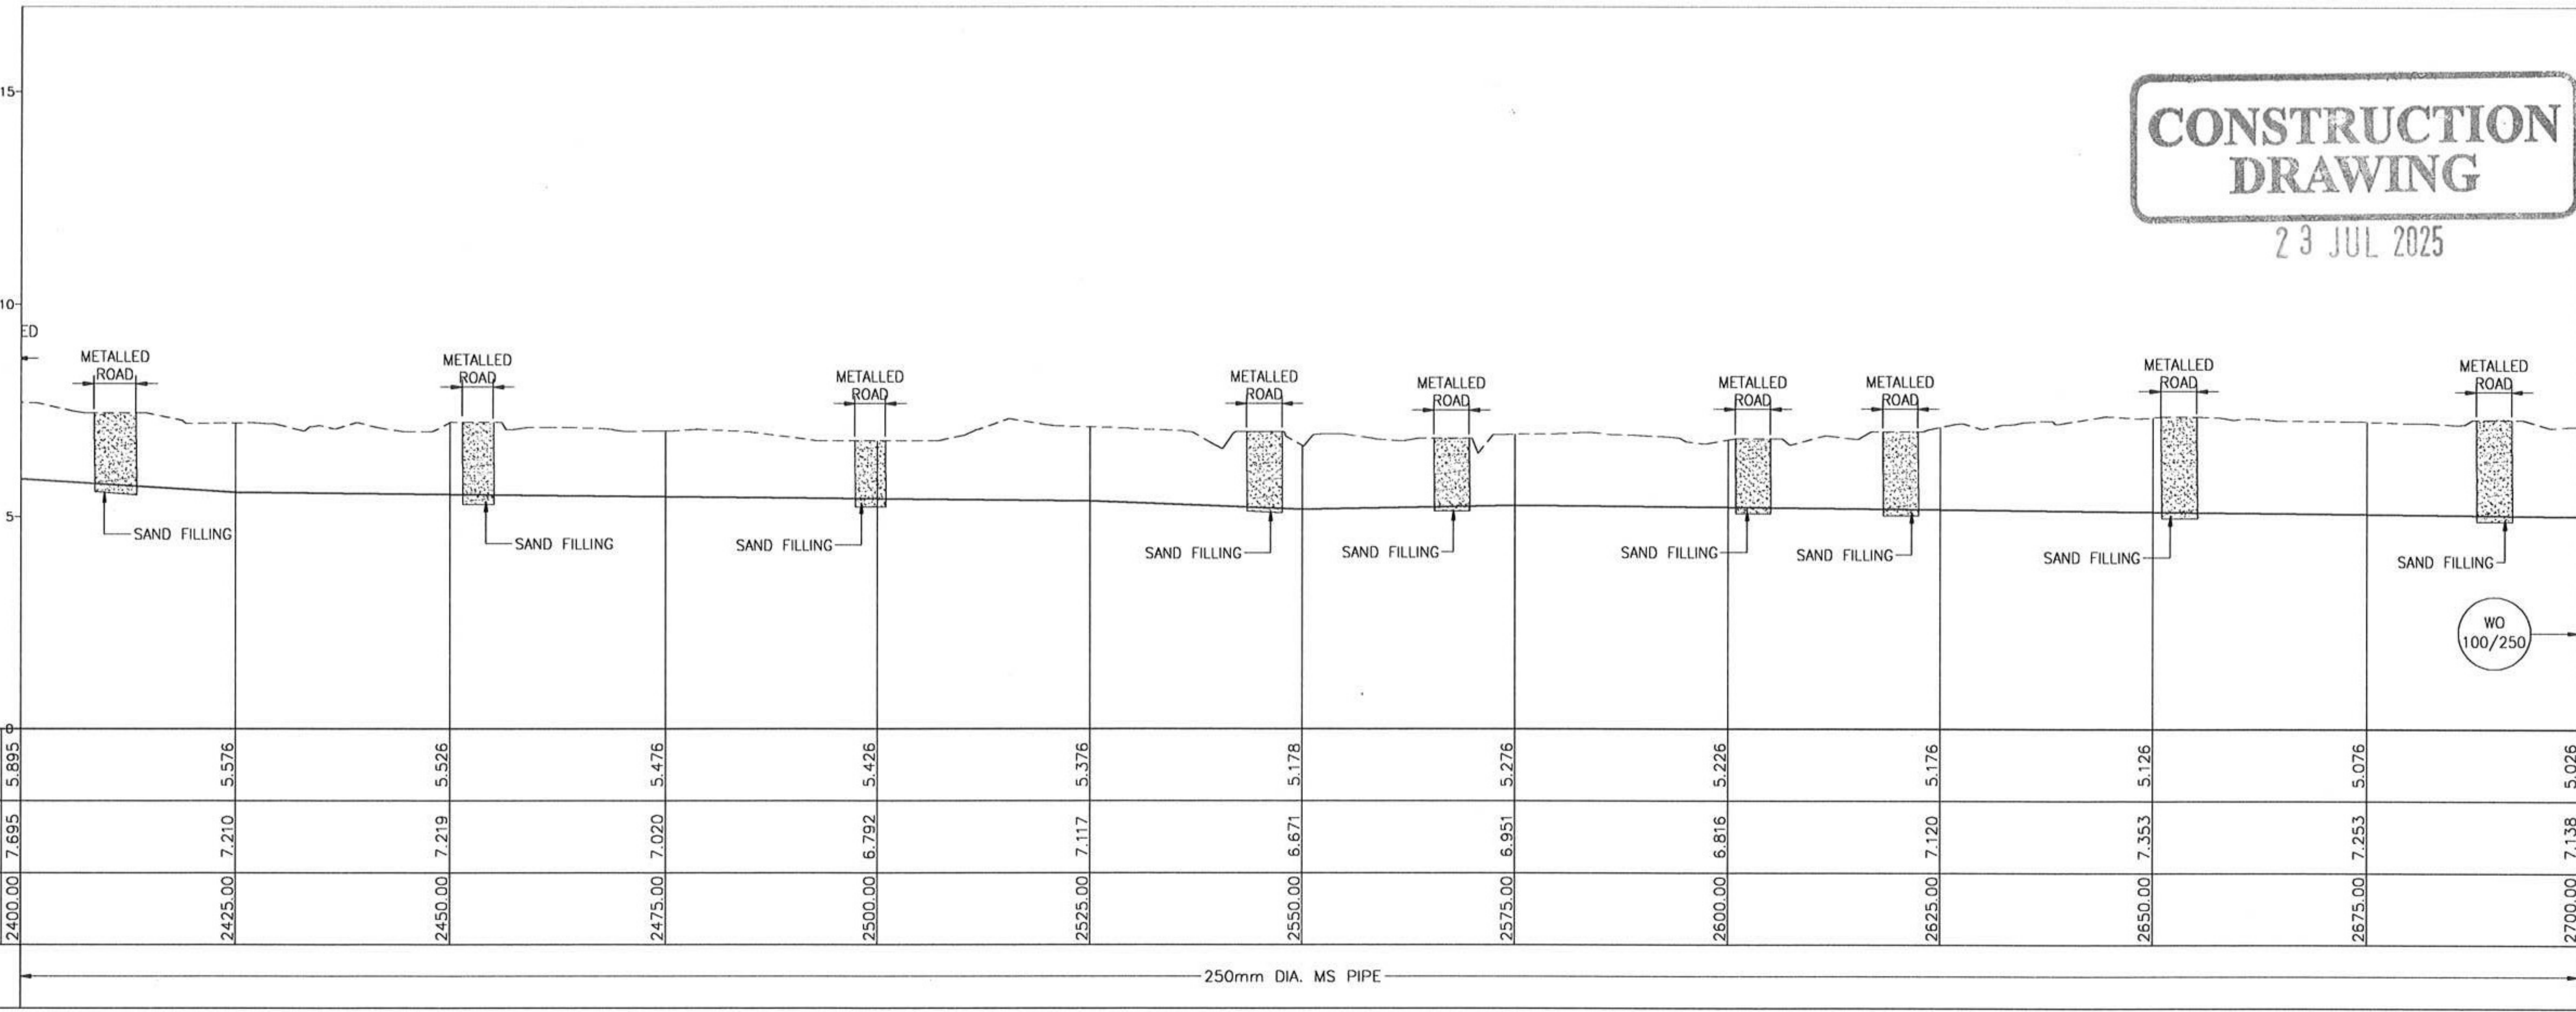 CONSTRUCTION
DRAWING
23 JUL 2025
15
10
ED
METALLED
ROAD
METALLED
ROAD
METALLED
ROAD
METALLED
ROAD
METALLED
ROAD
METALLED
ROAD
METALLED
ROAD
METALLED
ROAD
METALLED
ROAD
5
SAND FILLING
SAND FILLING
SAND FILLING
SAND FILLING
SAND FILLING
SAND FILLING
SAND FILLING
SAND FILLING
SAND FILLING
WO
100/250
0
5.895 5.576 5.526 5.476 5.426 5.376 5.178 5.276 5.226 5.176 5.126 5.076 5.026
7.695 7.210 7.219 7.020 6.792 7.117 6.671 6.951 6.816 7.120 7.353 7.253 7.138
2400.00 2425.00 2450.00 2475.00 2500.00 2525.00 2550.00 2575.00 2600.00 2625.00 2650.00 2675.00 2700.00
250mm DIA. MS PIPE